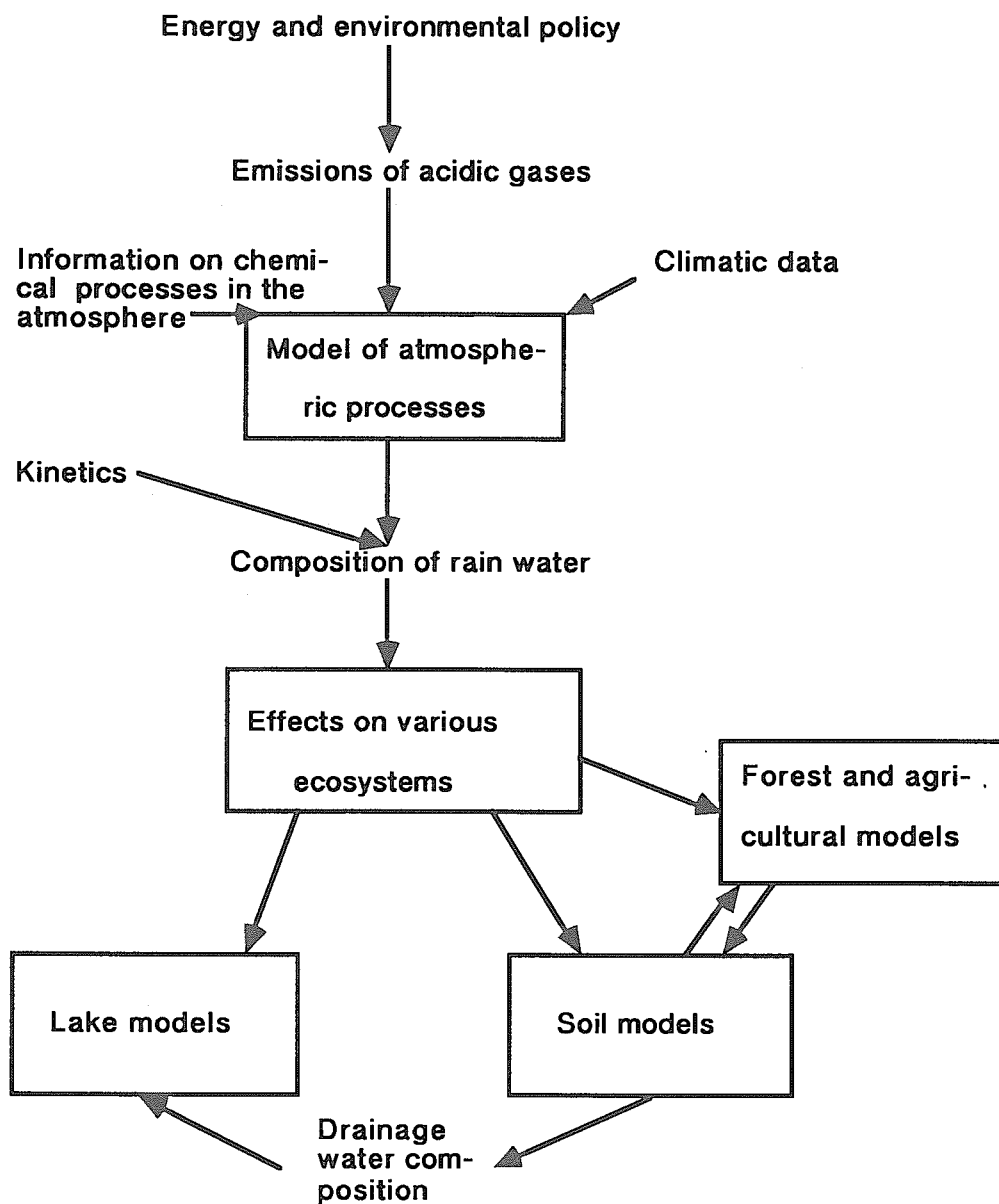 Energy and environmental policy
Emissions of acidic gases
Information on chemi-
cal processes in the
atmosphere
Climatic data
Model of atmosphe-
ric processes
Kinetics
Composition of rain water
Effects on various
ecosystems
Forest and agri-
cultural models
Lake models
Soil models
Drainage
water com-
position